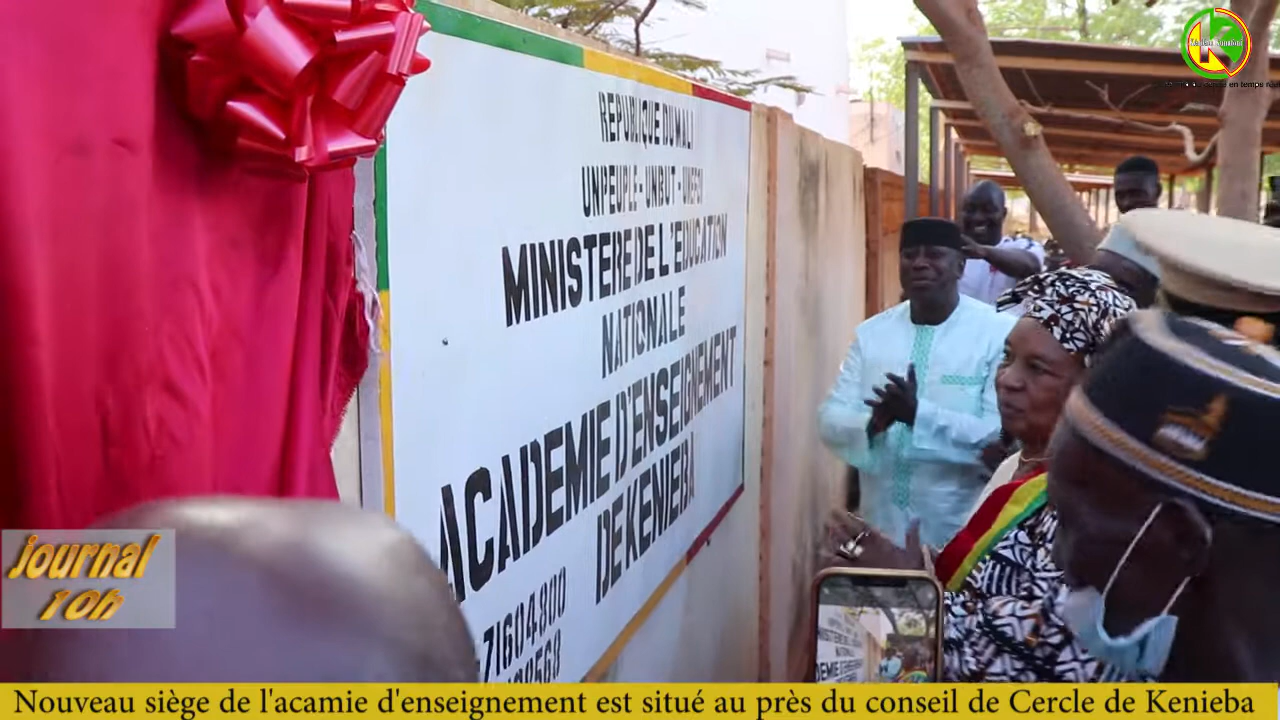 REPUBLIQUE DU MALI
UN PEUPLE - UN BUT - UNE FOI
MINISTERE DE L'EDUCATION
NATIONALE
ACADEMIE D'ENSEIGNEMENT
DE KENIEBA
71604800
journal
10h
Nouveau siège de l'acamie d'enseignement est situé au près du conseil de Cercle de Kenieba